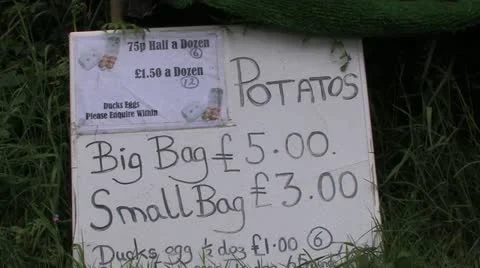 75p Half a Dozen
6
£1.50 a Dozen
12
Ducks Eggs
Please Enquire Within
POTATOS
Big Bag £5.00.
Small Bag £3.00
Ducks egg ½ doz £1.00 6